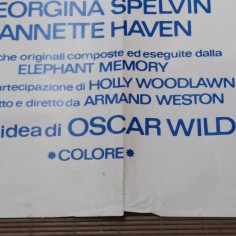 EORGINA SPELVIN
ANNETTE HAVEN
che originali composte ed eseguite dalla
ELEPHANT MEMORY
artecipazione di HOLLY WOODLAWN
tto e diretto da ARMAND WESTON
idea di OSCAR WILD
*COLORE*